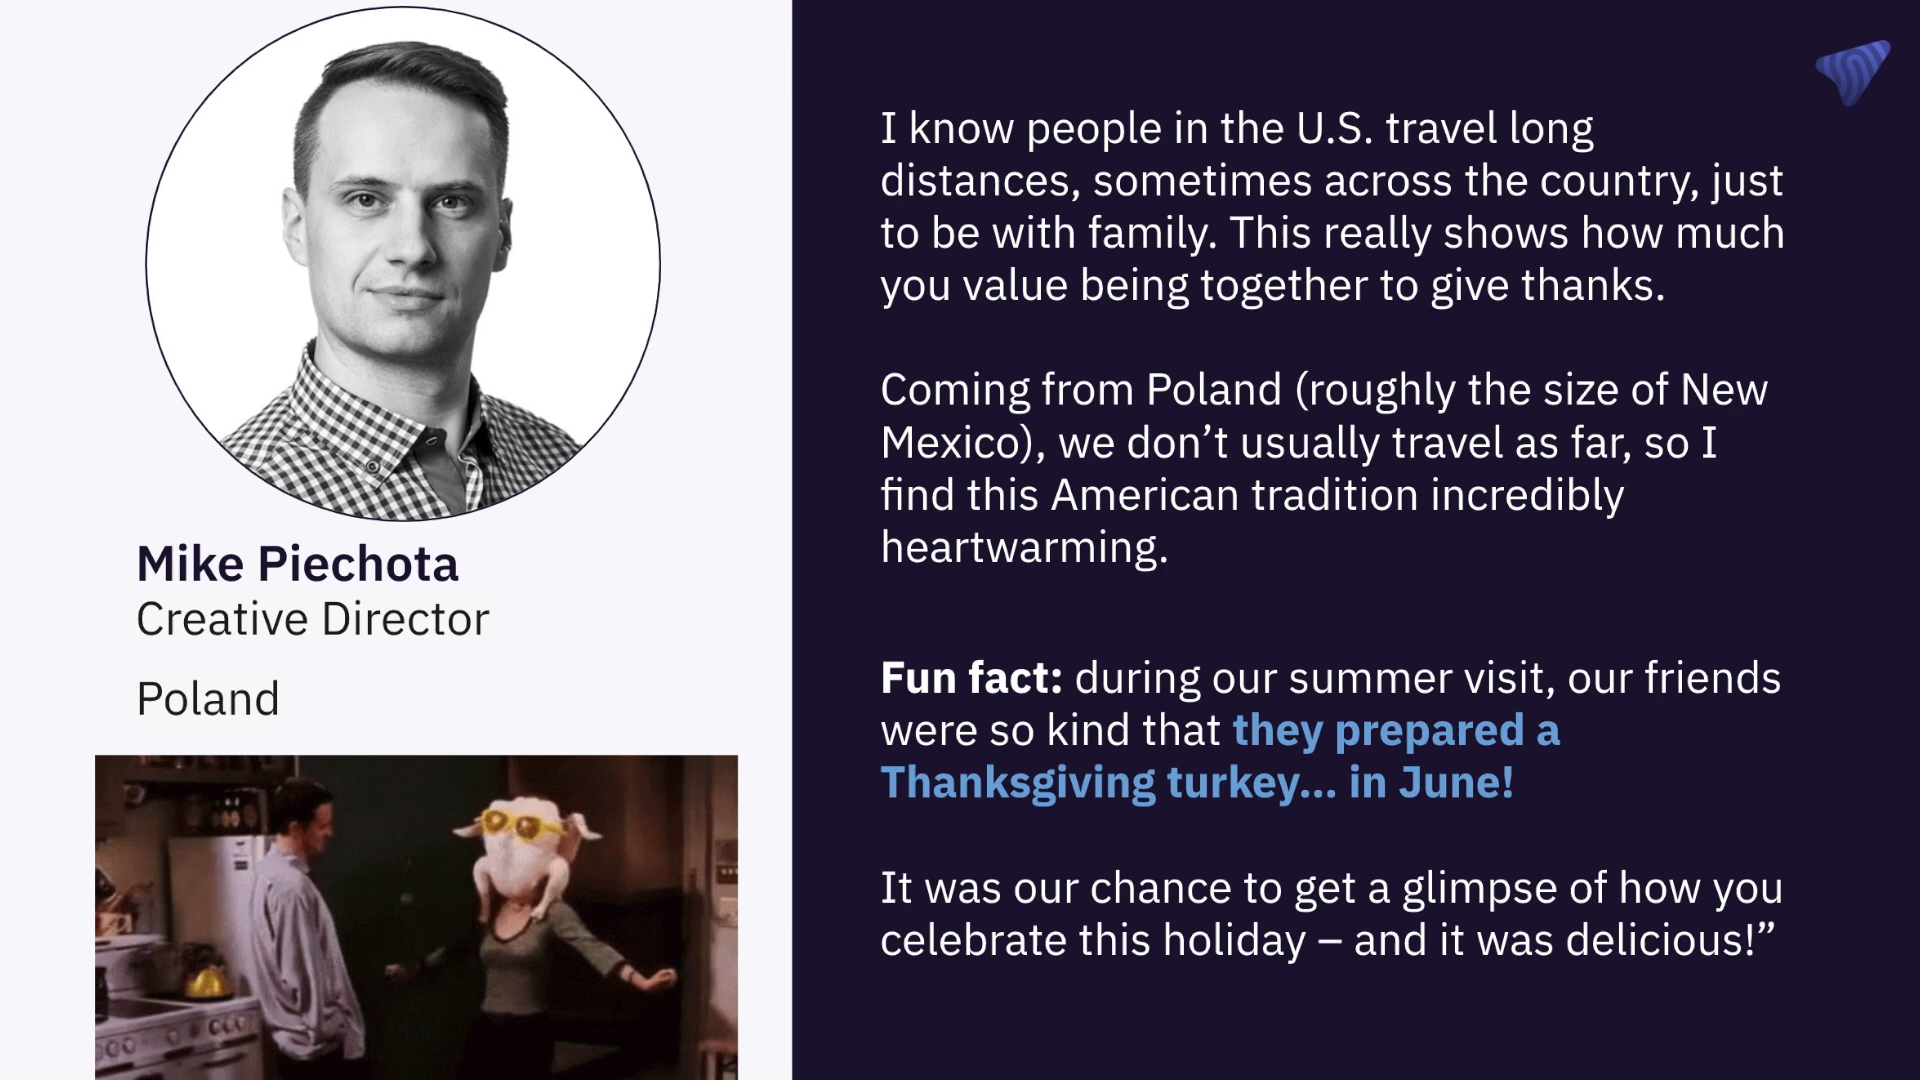 Mike Piechota
Creative Director
Poland
I know people in the U.S. travel long
distances, sometimes across the country, just
to be with family. This really shows how much
you value being together to give thanks.
Coming from Poland (roughly the size of New
Mexico), we don’t usually travel as far, so I
find this American tradition incredibly
heartwarming.
Fun fact: during our summer visit, our friends
were so kind that they prepared a
Thanksgiving turkey... in June!
It was our chance to get a glimpse of how you
celebrate this holiday – and it was delicious!”